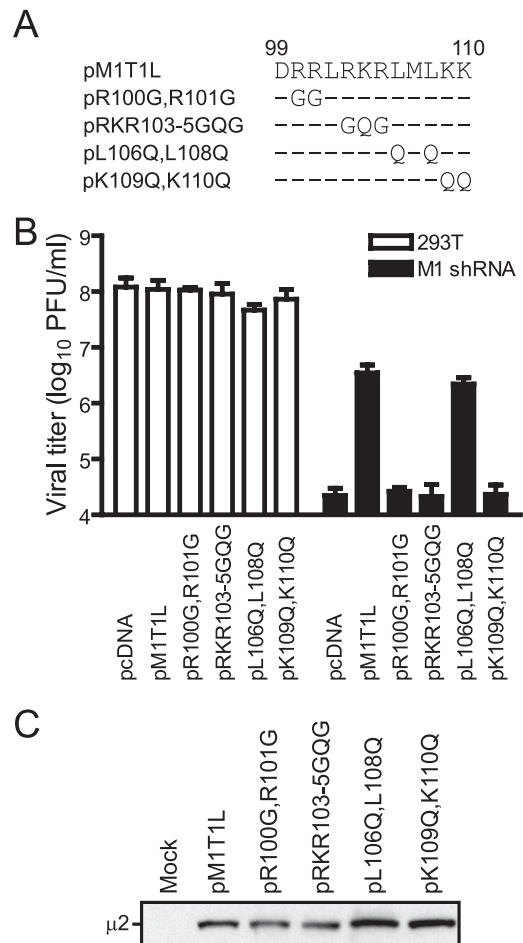 A
99 110
pM1T1L DRRLRKRLMLKK
pR100G,R101G -GG---------
pRKR103-5GQG ----GQG-----
pL106Q,L108Q -------Q-Q--
pK109Q,K110Q ----------QQ
B
293T
M1 shRNA
Viral titer (log10 PFU/ml)
9
8
7
6
5
4
pcDNA
pM1T1L
pR100G,R101G
pRKR103-5GQG
pL106Q,L108Q
pK109Q,K110Q
pcDNA
pM1T1L
pR100G,R101G
pRKR103-5GQG
pL106Q,L108Q
pK109Q,K110Q
C
Mock
pM1T1L
pR100G,R101G
pRKR103-5GQG
pL106Q,L108Q
pK109Q,K110Q
μ2